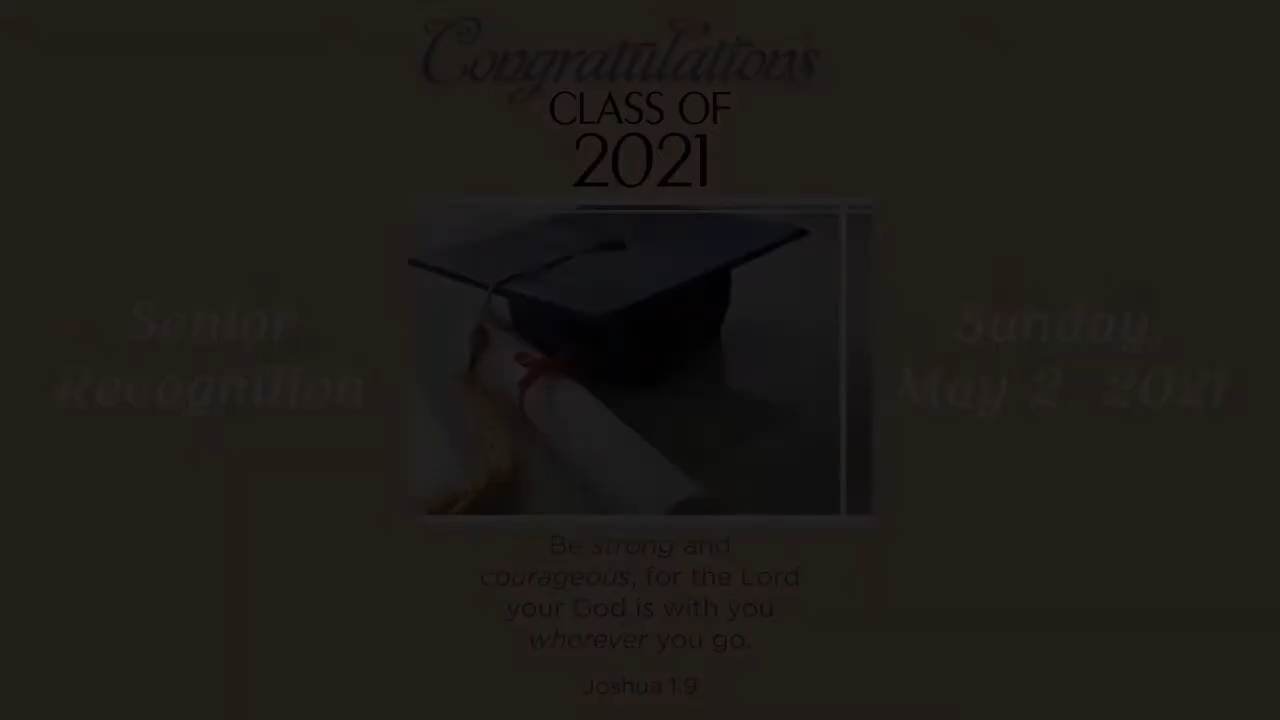 Congratulations
CLASS OF
2021
Senior
Recognition
Sunday,
May 2, 2021
Be strong and
courageous, for the Lord
your God is with you
wherever you go.
Joshua 1:9